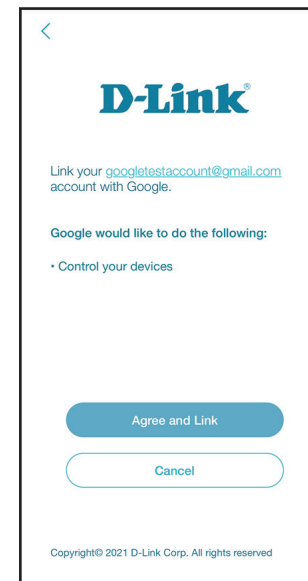 D-Link®
Link your googletestaccount@gmail.com
account with Google.
Google would like to do the following:
• Control your devices
Agree and Link
Cancel
Copyright© 2021 D-Link Corp. All rights reserved